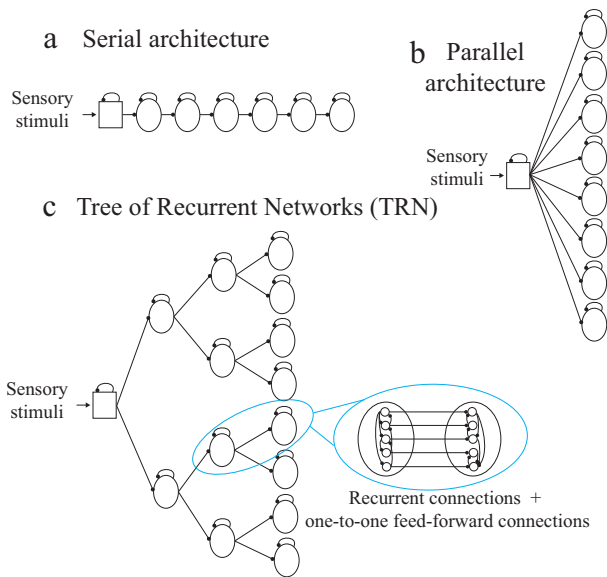 a Serial architecture
Sensory
stimuli
b Parallel
architecture
Sensory
stimuli
c Tree of Recurrent Networks (TRN)
Sensory
stimuli
Recurrent connections +
one-to-one feed-forward connections